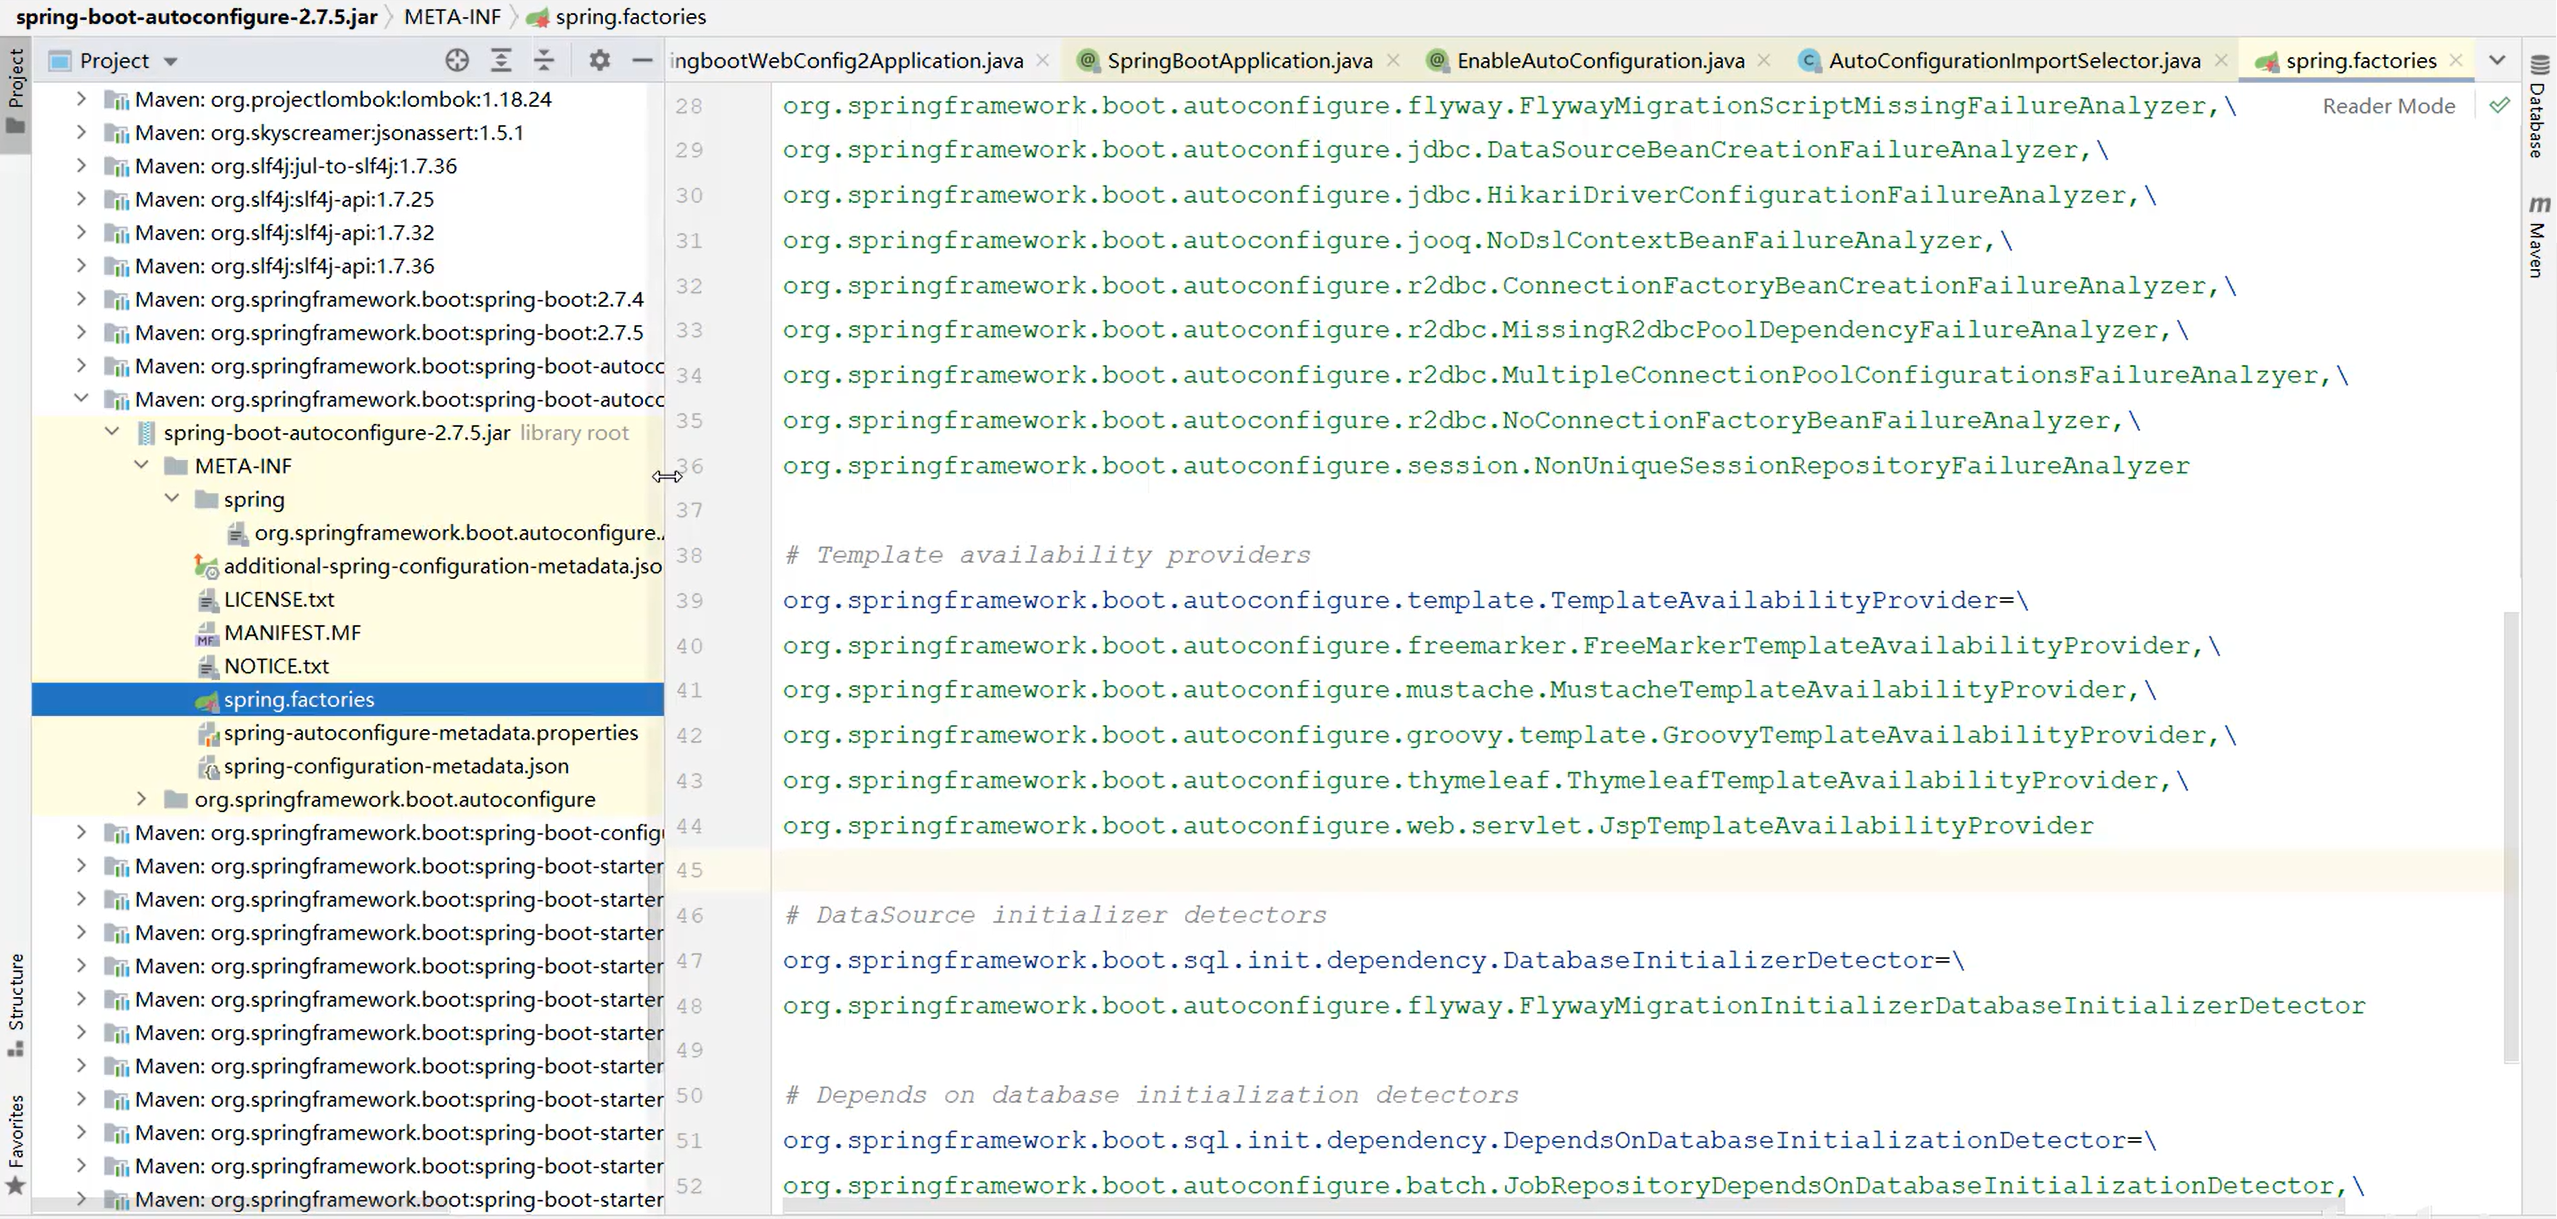 spring-boot-autoconfigure-2.7.5.jar META-INF spring.factories
Project
ingbootWebConfig2Application.java SpringBootApplication.java EnableAutoConfiguration.java AutoConfigurationImportSelector.java spring.factories
Project
Structure
Favorites
Maven: org.projectlombok:lombok:1.18.24
Maven: org.skyscreamer:jsonassert:1.5.1
Maven: org.slf4j:jul-to-slf4j:1.7.36
Maven: org.slf4j:slf4j-api:1.7.25
Maven: org.slf4j:slf4j-api:1.7.32
Maven: org.slf4j:slf4j-api:1.7.36
Maven: org.springframework.boot:spring-boot:2.7.4
Maven: org.springframework.boot:spring-boot:2.7.5
Maven: org.springframework.boot:spring-boot-autoco
Maven: org.springframework.boot:spring-boot-autoco
spring-boot-autoconfigure-2.7.5.jar library root
META-INF
spring
org.springframework.boot.autoconfigure.
additional-spring-configuration-metadata.jso
LICENSE.txt
MANIFEST.MF
NOTICE.txt
spring.factories
spring-autoconfigure-metadata.properties
spring-configuration-metadata.json
org.springframework.boot.autoconfigure
Maven: org.springframework.boot:spring-boot-config
Maven: org.springframework.boot:spring-boot-starter
Maven: org.springframework.boot:spring-boot-starter
Maven: org.springframework.boot:spring-boot-starter
Maven: org.springframework.boot:spring-boot-starter
Maven: org.springframework.boot:spring-boot-starter
Maven: org.springframework.boot:spring-boot-starter
Maven: org.springframework.boot:spring-boot-starter
Maven: org.springframework.boot:spring-boot-starter
Maven: org.springframework.boot:spring-boot-starter
Maven: org.springframework.boot:spring-boot-starter
Maven: org.springframework.boot:spring-boot-starter
28 org.springframework.boot.autoconfigure.flyway.FlywayMigrationScriptMissingFailureAnalyzer,\
Reader Mode
29 org.springframework.boot.autoconfigure.jdbc.DataSourceBeanCreationFailureAnalyzer,\
30 org.springframework.boot.autoconfigure.jdbc.HikariDriverConfigurationFailureAnalyzer,\
31 org.springframework.boot.autoconfigure.jooq.NoDslContextBeanFailureAnalyzer,\
32 org.springframework.boot.autoconfigure.r2dbc.ConnectionFactoryBeanCreationFailureAnalyzer,\
33 org.springframework.boot.autoconfigure.r2dbc.MissingR2dbcPoolDependencyFailureAnalyzer,\
34 org.springframework.boot.autoconfigure.r2dbc.MultipleConnectionPoolConfigurationsFailureAnalzyer,\
35 org.springframework.boot.autoconfigure.r2dbc.NoConnectionFactoryBeanFailureAnalyzer,\
36 org.springframework.boot.autoconfigure.session.NonUniqueSessionRepositoryFailureAnalyzer
37
38 # Template availability providers
39 org.springframework.boot.autoconfigure.template.TemplateAvailabilityProvider=\
40 org.springframework.boot.autoconfigure.freemarker.FreeMarkerTemplateAvailabilityProvider,\
41 org.springframework.boot.autoconfigure.mustache.MustacheTemplateAvailabilityProvider,\
42 org.springframework.boot.autoconfigure.groovy.template.GroovyTemplateAvailabilityProvider,\
43 org.springframework.boot.autoconfigure.thymeleaf.ThymeleafTemplateAvailabilityProvider,\
44 org.springframework.boot.autoconfigure.web.servlet.JspTemplateAvailabilityProvider
45
46 # DataSource initializer detectors
47 org.springframework.boot.sql.init.dependency.DatabaseInitializerDetector=\
48 org.springframework.boot.autoconfigure.flyway.FlywayMigrationInitializerDatabaseInitializerDetector
49
50 # Depends on database initialization detectors
51 org.springframework.boot.sql.init.dependency.DependsOnDatabaseInitializationDetector=\
52 org.springframework.boot.autoconfigure.batch.JobRepositoryDependsOnDatabaseInitializationDetector,\
Database
Maven